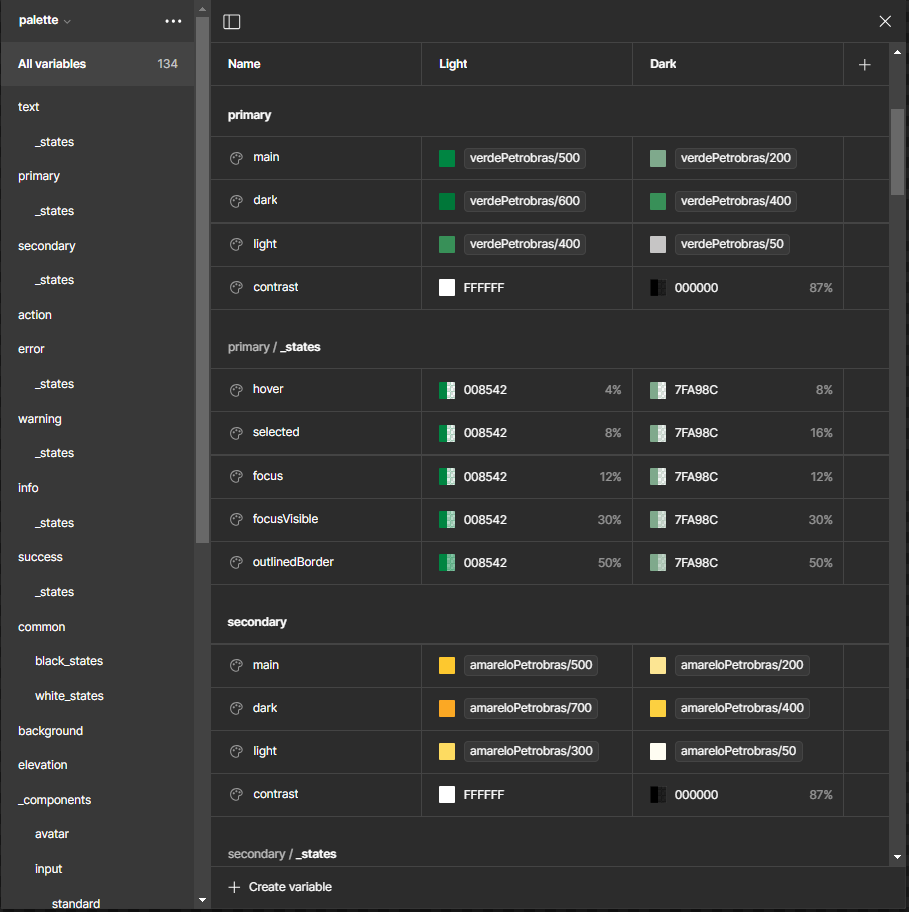 palette
All variables 134
text
_states
primary
_states
secondary
_states
action
error
_states
warning
_states
info
_states
success
_states
common
black_states
white_states
background
elevation
_components
avatar
input
standard
Name Light Dark
primary
main verdePetrobras/500 verdePetrobras/200
dark verdePetrobras/600 verdePetrobras/400
light verdePetrobras/400 verdePetrobras/50
contrast FFFFFF 000000 87%
primary / _states
hover 008542 4% 7FA98C 8%
selected 008542 8% 7FA98C 16%
focus 008542 12% 7FA98C 12%
focusVisible 008542 30% 7FA98C 30%
outlinedBorder 008542 50% 7FA98C 50%
secondary
main amareloPetrobras/500 amareloPetrobras/200
dark amareloPetrobras/700 amareloPetrobras/400
light amareloPetrobras/300 amareloPetrobras/50
contrast FFFFFF 000000 87%
secondary / _states
Create variable